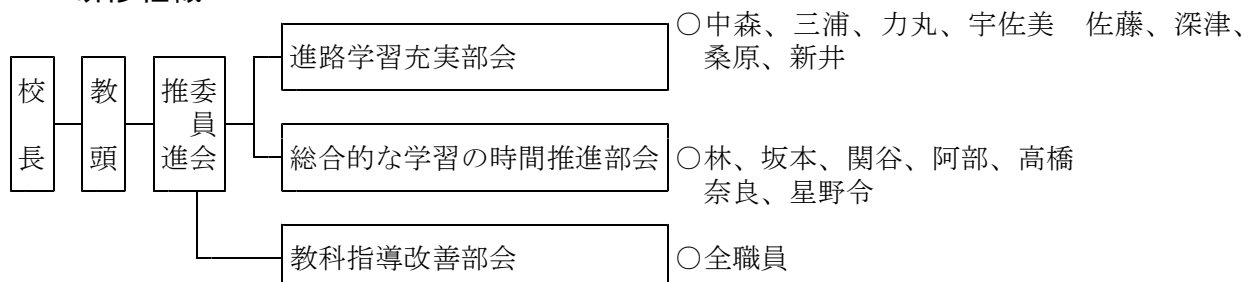 進路学習充実部会
○中森、三浦、力丸、宇佐美　佐藤、深津、
桑原、新井
校長
教頭
推進委員会
総合的な学習の時間推進部会
○林、坂本、関谷、阿部、高橋
奈良、星野令
教科指導改善部会
○全職員